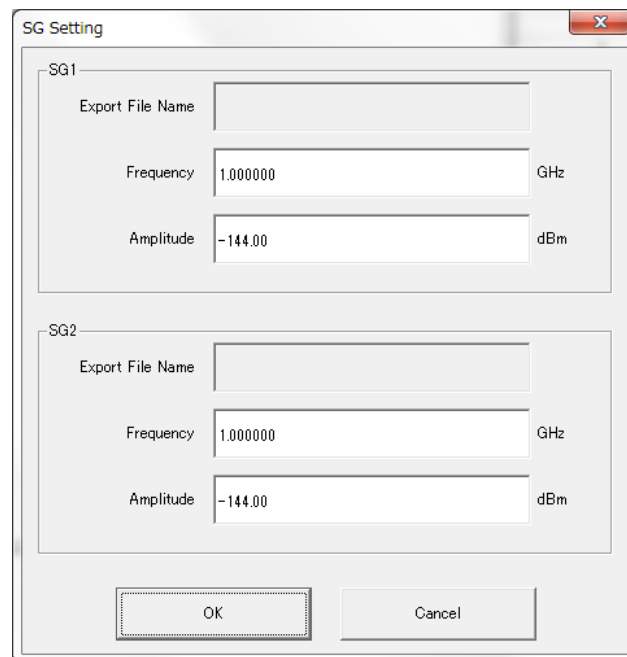 SG Setting
SG1
Export File Name
Frequency 1.000000 GHz
Amplitude -144.00 dBm
SG2
Export File Name
Frequency 1.000000 GHz
Amplitude -144.00 dBm
OK Cancel